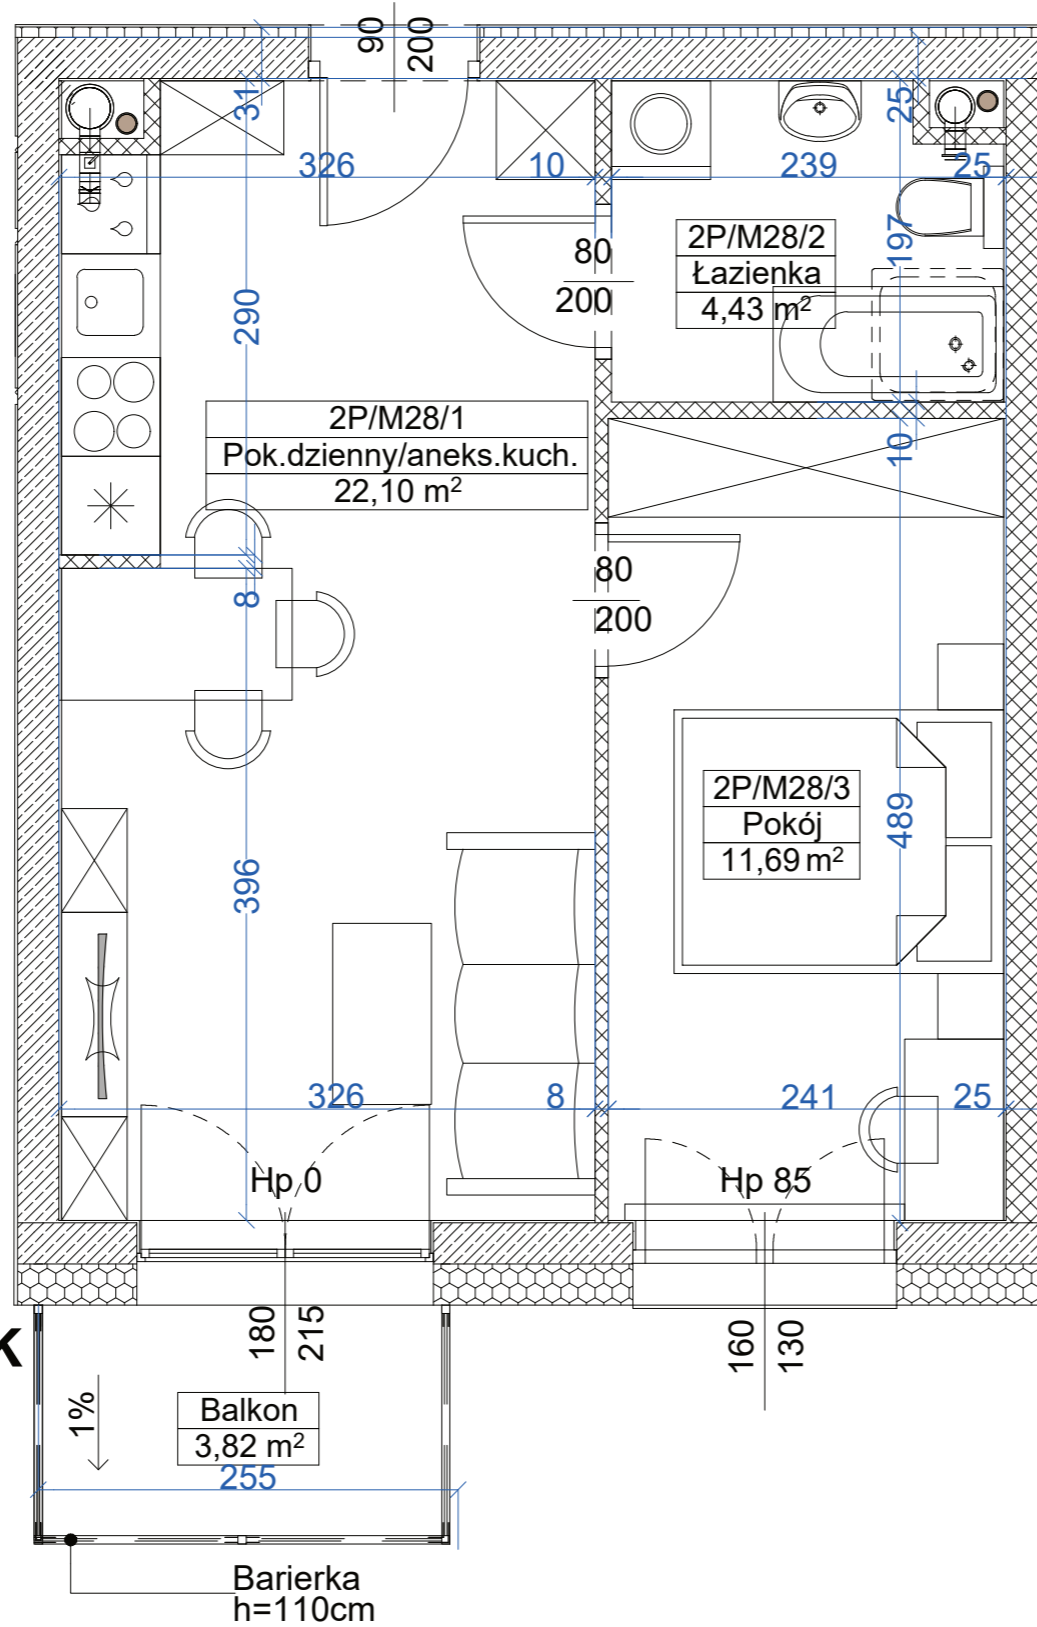 90
200
31
25
326
10
239
25
80
200
2P/M28/2
Łazienka
4,43 m²
197
290
2P/M28/1
Pok.dzienny/aneks.kuch.
22,10 m²
10
8
80
200
2P/M28/3
Pokój
11,69 m²
489
396
326
8
241
25
Hp 0
Hp 85
180
215
160
130
K
1%
Balkon
3,82 m²
255
Barierka
h=110cm